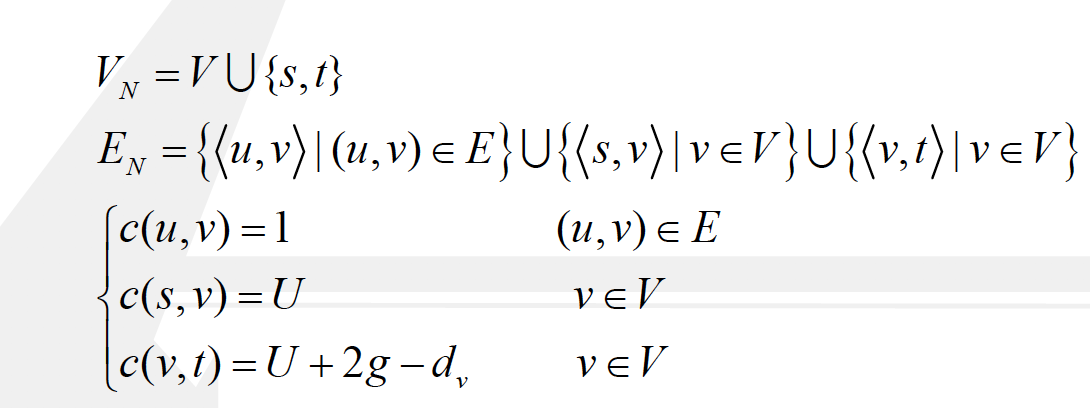 V_N = V ⋃ {s, t}
E_N = {⟨u, v⟩ | (u, v) ∈ E} ⋃ {⟨s, v⟩ | v ∈ V} ⋃ {⟨v, t⟩ | v ∈ V}
c(u, v) = 1 (u, v) ∈ E
c(s, v) = U v ∈ V
c(v, t) = U + 2g − d_v v ∈ V